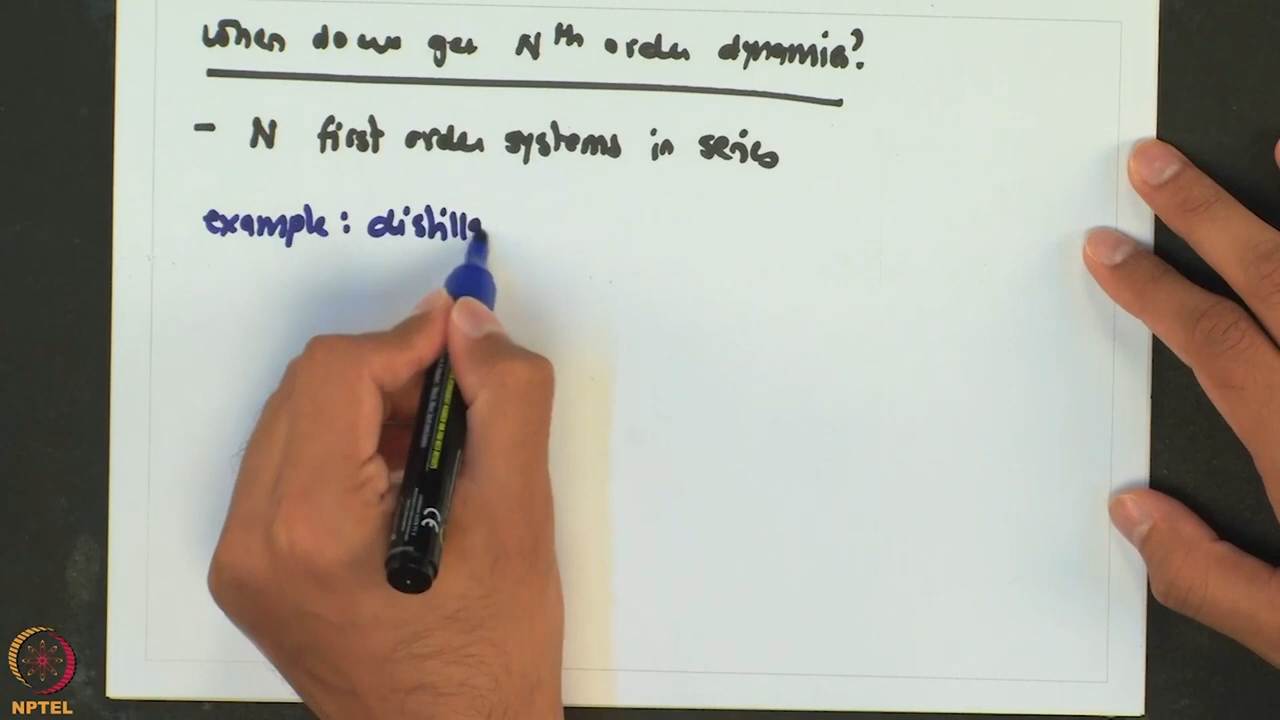 When do we get Nth order dynamics?
- N first order systems in series
example: distilla
NPTEL